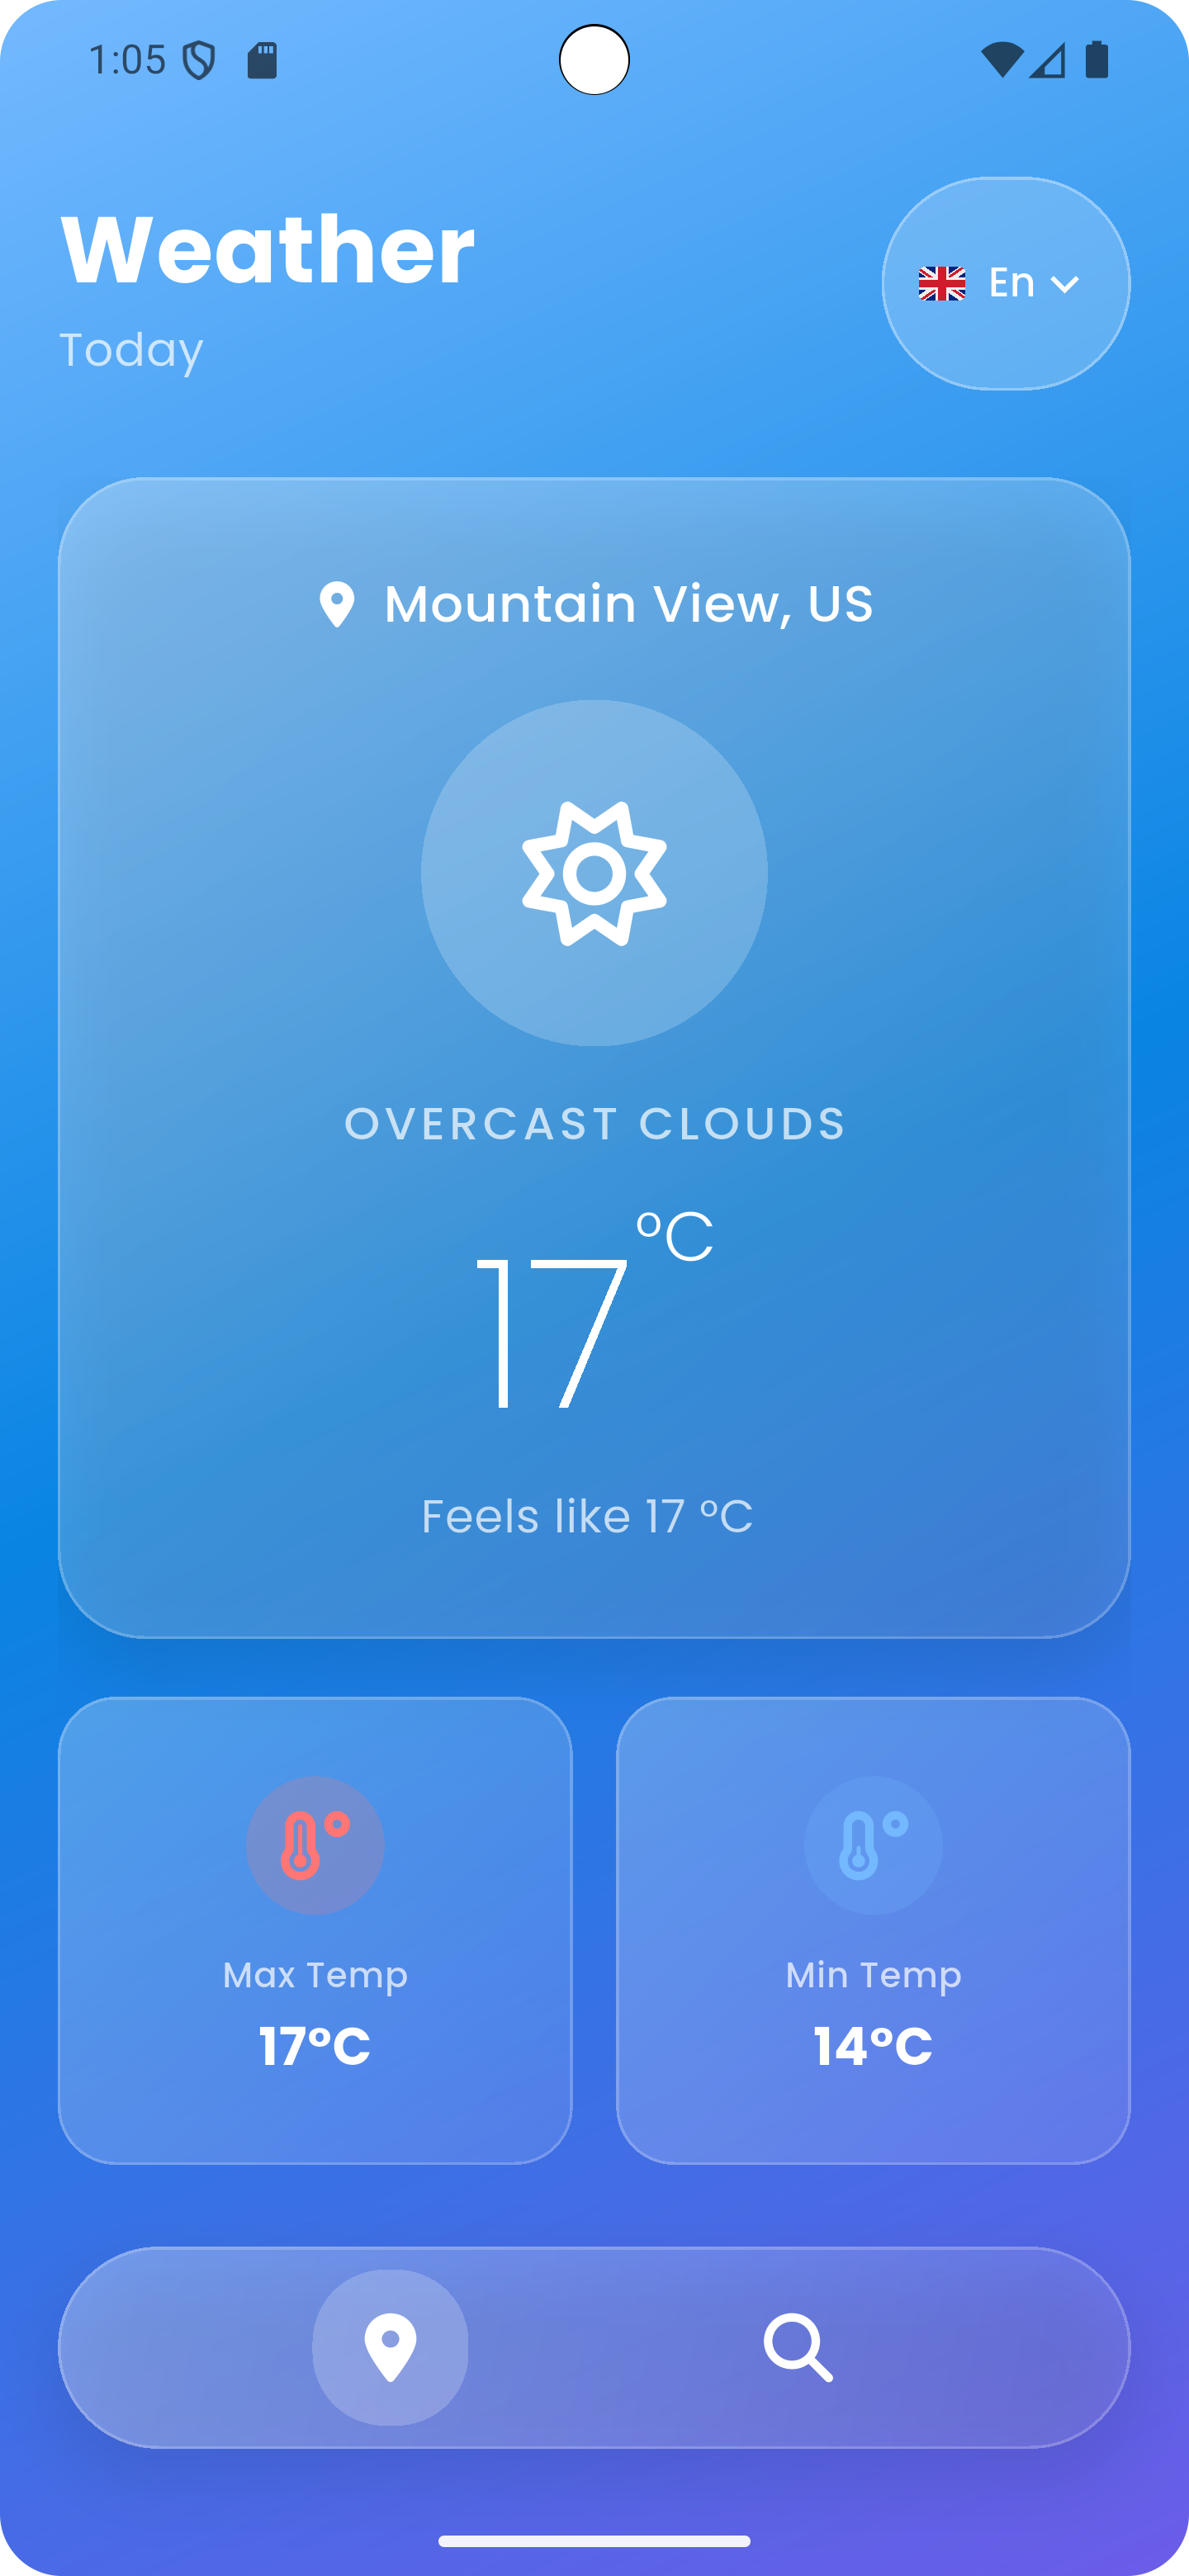 1:05
Weather
Today
En
Mountain View, US
OVERCAST CLOUDS
17 °C
Feels like 17 °C
Max Temp
17°C
Min Temp
14°C